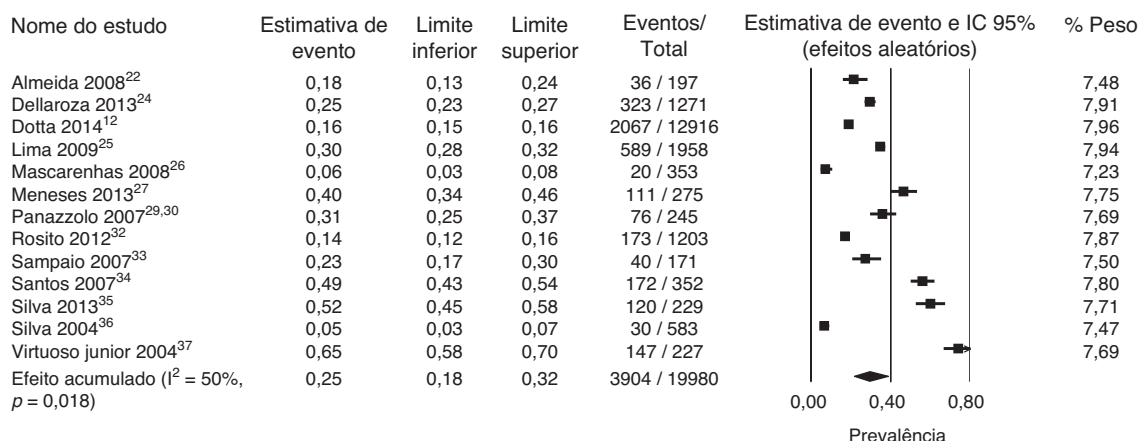 Nome do estudo Estimativa de evento Limite inferior Limite superior Eventos/ Total Estimativa de evento e IC 95% (efeitos aleatórios) % Peso
Almeida 2008²² 0,18 0,13 0,24 36 / 197 7,48
Dellaroza 2013²⁴ 0,25 0,23 0,27 323 / 1271 7,91
Dotta 2014¹² 0,16 0,15 0,16 2067 / 12916 7,96
Lima 2009²⁵ 0,30 0,28 0,32 589 / 1958 7,94
Mascarenhas 2008²⁶ 0,06 0,03 0,08 20 / 353 7,23
Meneses 2013²⁷ 0,40 0,34 0,46 111 / 275 7,75
Panazzolo 2007²⁹,³⁰ 0,31 0,25 0,37 76 / 245 7,69
Rosito 2012³² 0,14 0,12 0,16 173 / 1203 7,87
Sampaio 2007³³ 0,23 0,17 0,30 40 / 171 7,50
Santos 2007³⁴ 0,49 0,43 0,54 172 / 352 7,80
Silva 2013³⁵ 0,52 0,45 0,58 120 / 229 7,71
Silva 2004³⁶ 0,05 0,03 0,07 30 / 583 7,47
Virtuoso junior 2004³⁷ 0,65 0,58 0,70 147 / 227 7,69
Efeito acumulado (I² = 50%, 0,25 0,18 0,32 3904 / 19980
p = 0,018)
0,00 0,40 0,80
Prevalência